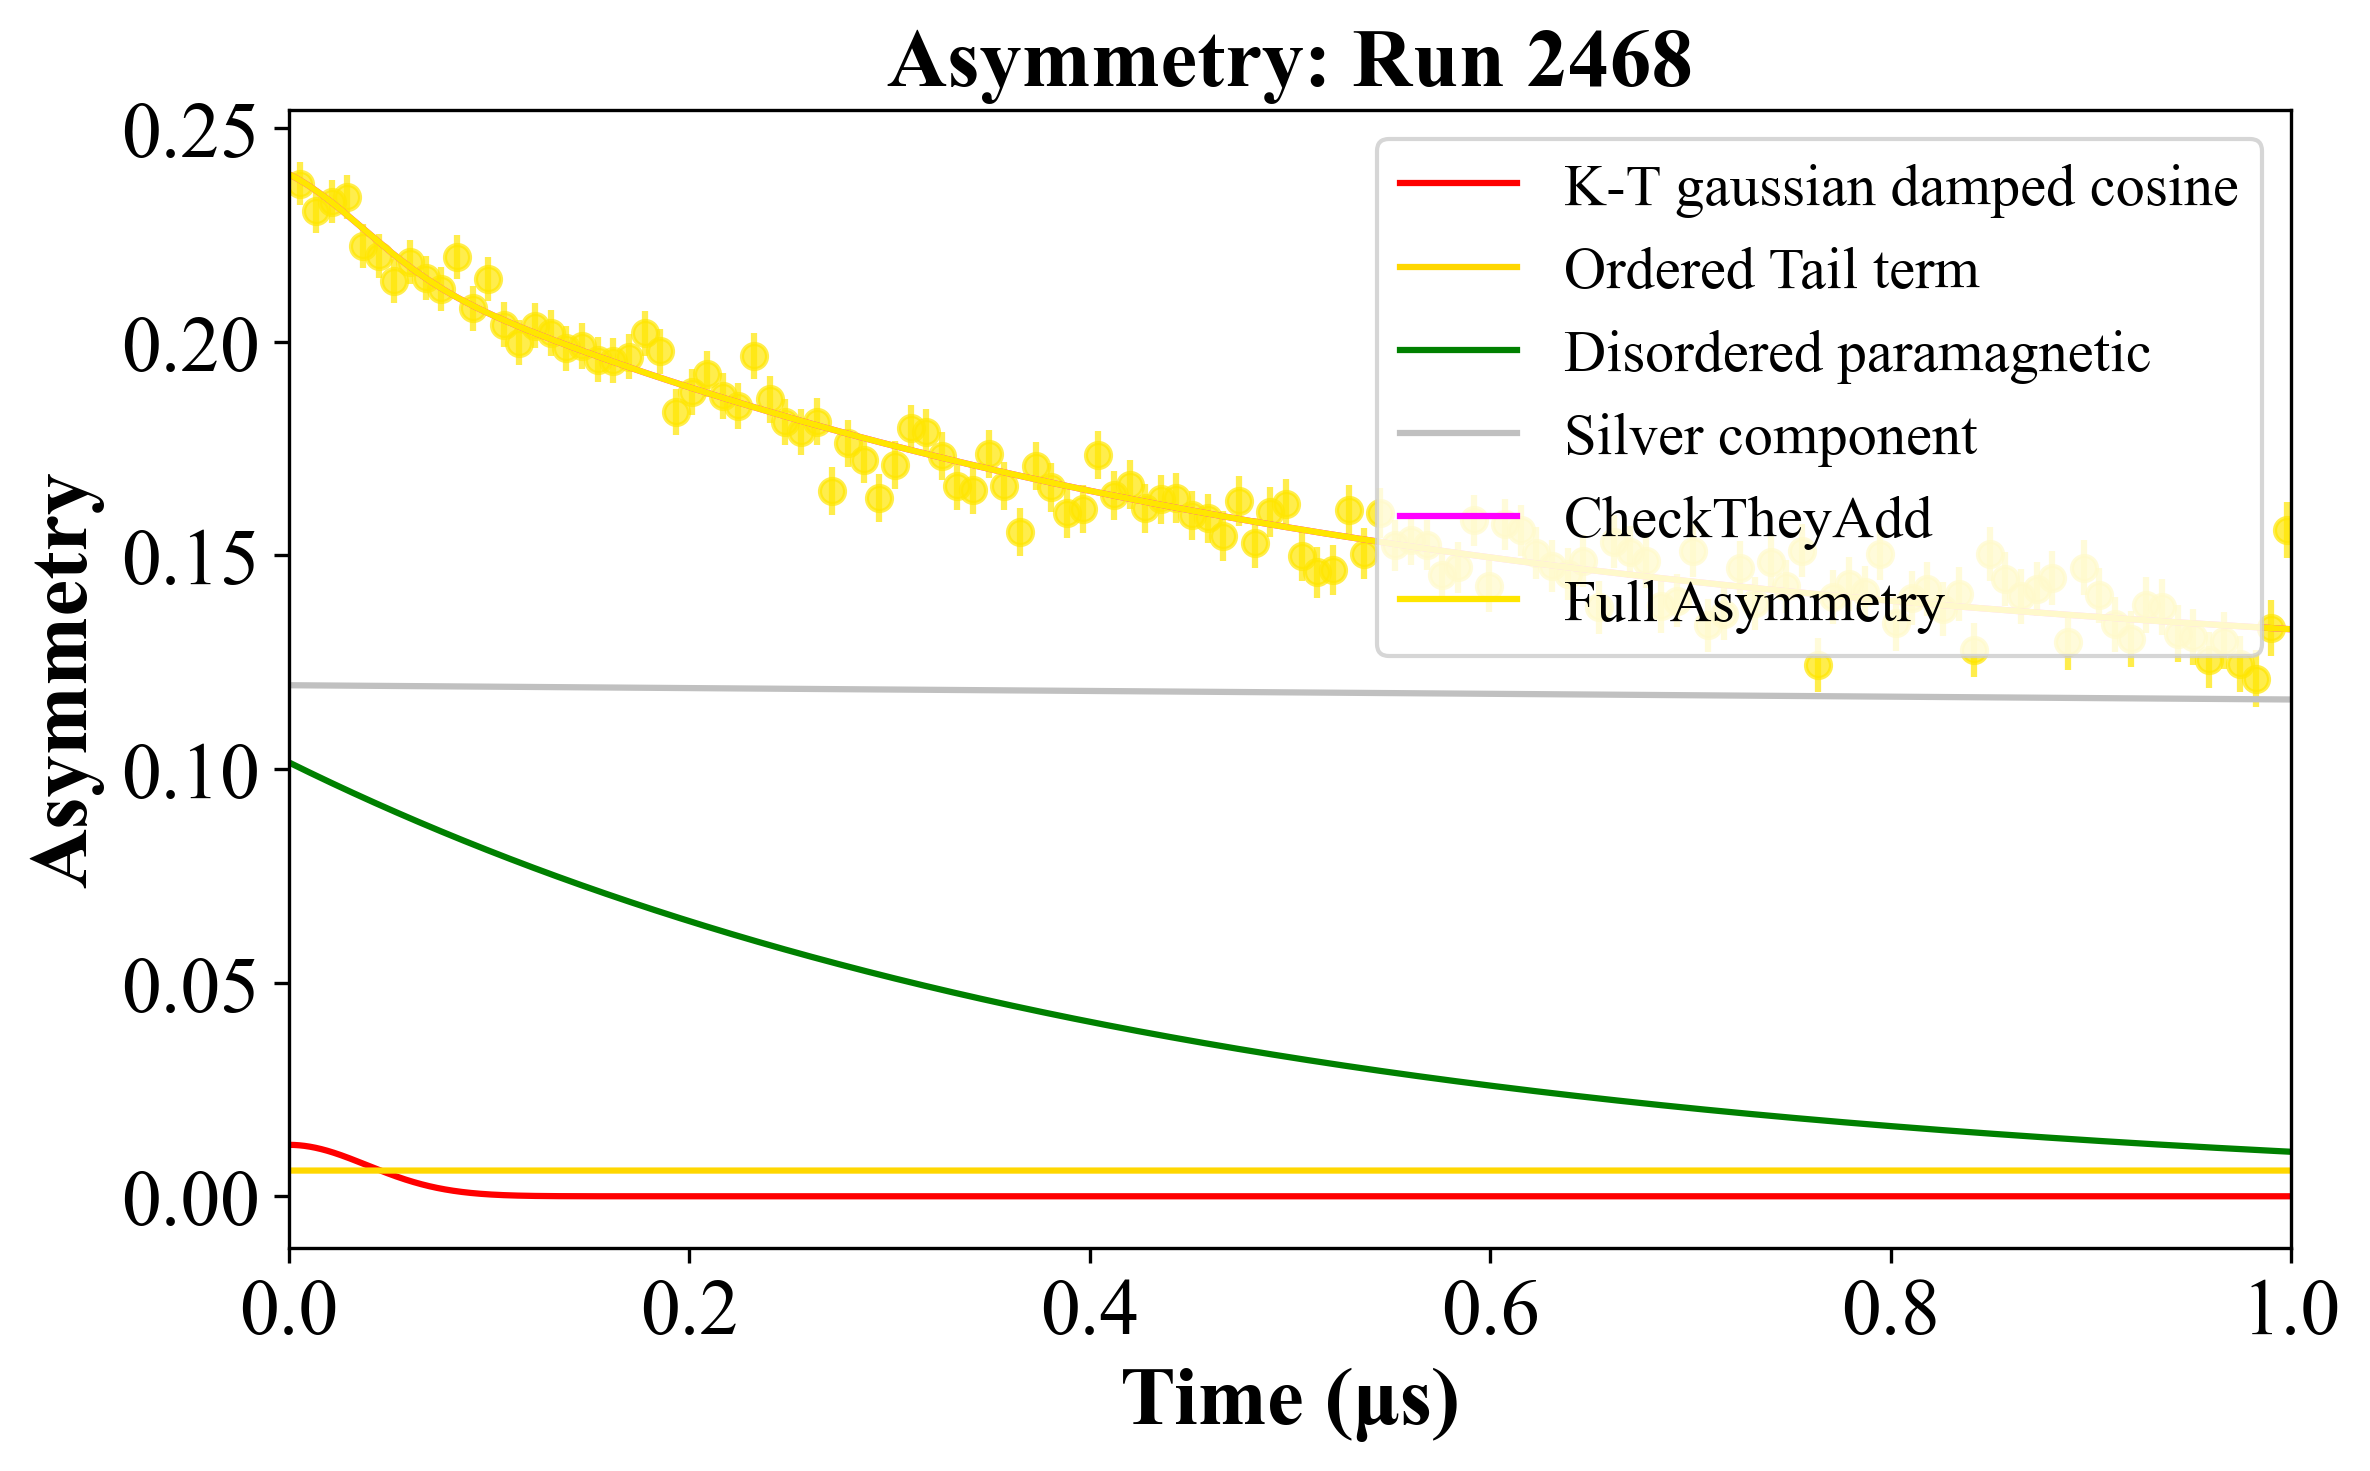 Asymmetry: Run 2468
0.25
0.20
0.15
0.10
0.05
0.00
Asymmetry
K-T gaussian damped cosine
Ordered Tail term
Disordered paramagnetic
Silver component
CheckTheyAdd
Full Asymmetry
0.0 0.2 0.4 0.6 0.8 1.0
Time (μs)